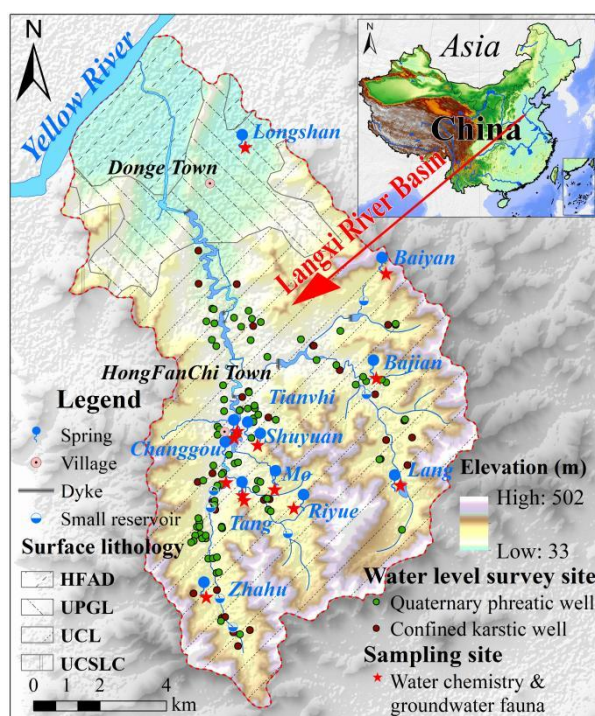 N
N
Asia
China
Yellow River
Longshan
Donge Town
Langxi River Basin
Baiyan
HongFanChi Town
Bajian
Tianvhi
Shuyuan
Changgou
Mo
Lang
Tang
Riyue
Zhahu
Legend
Spring
Village
Dyke
Small reservoir
Surface lithology
HFAD
UPGL
UCL
UCSLC
0 1 2 4
km
Elevation (m)
High: 502
Low: 33
Water level survey site
Quaternary phreatic well
Confined karstic well
Sampling site
Water chemistry &
groundwater fauna